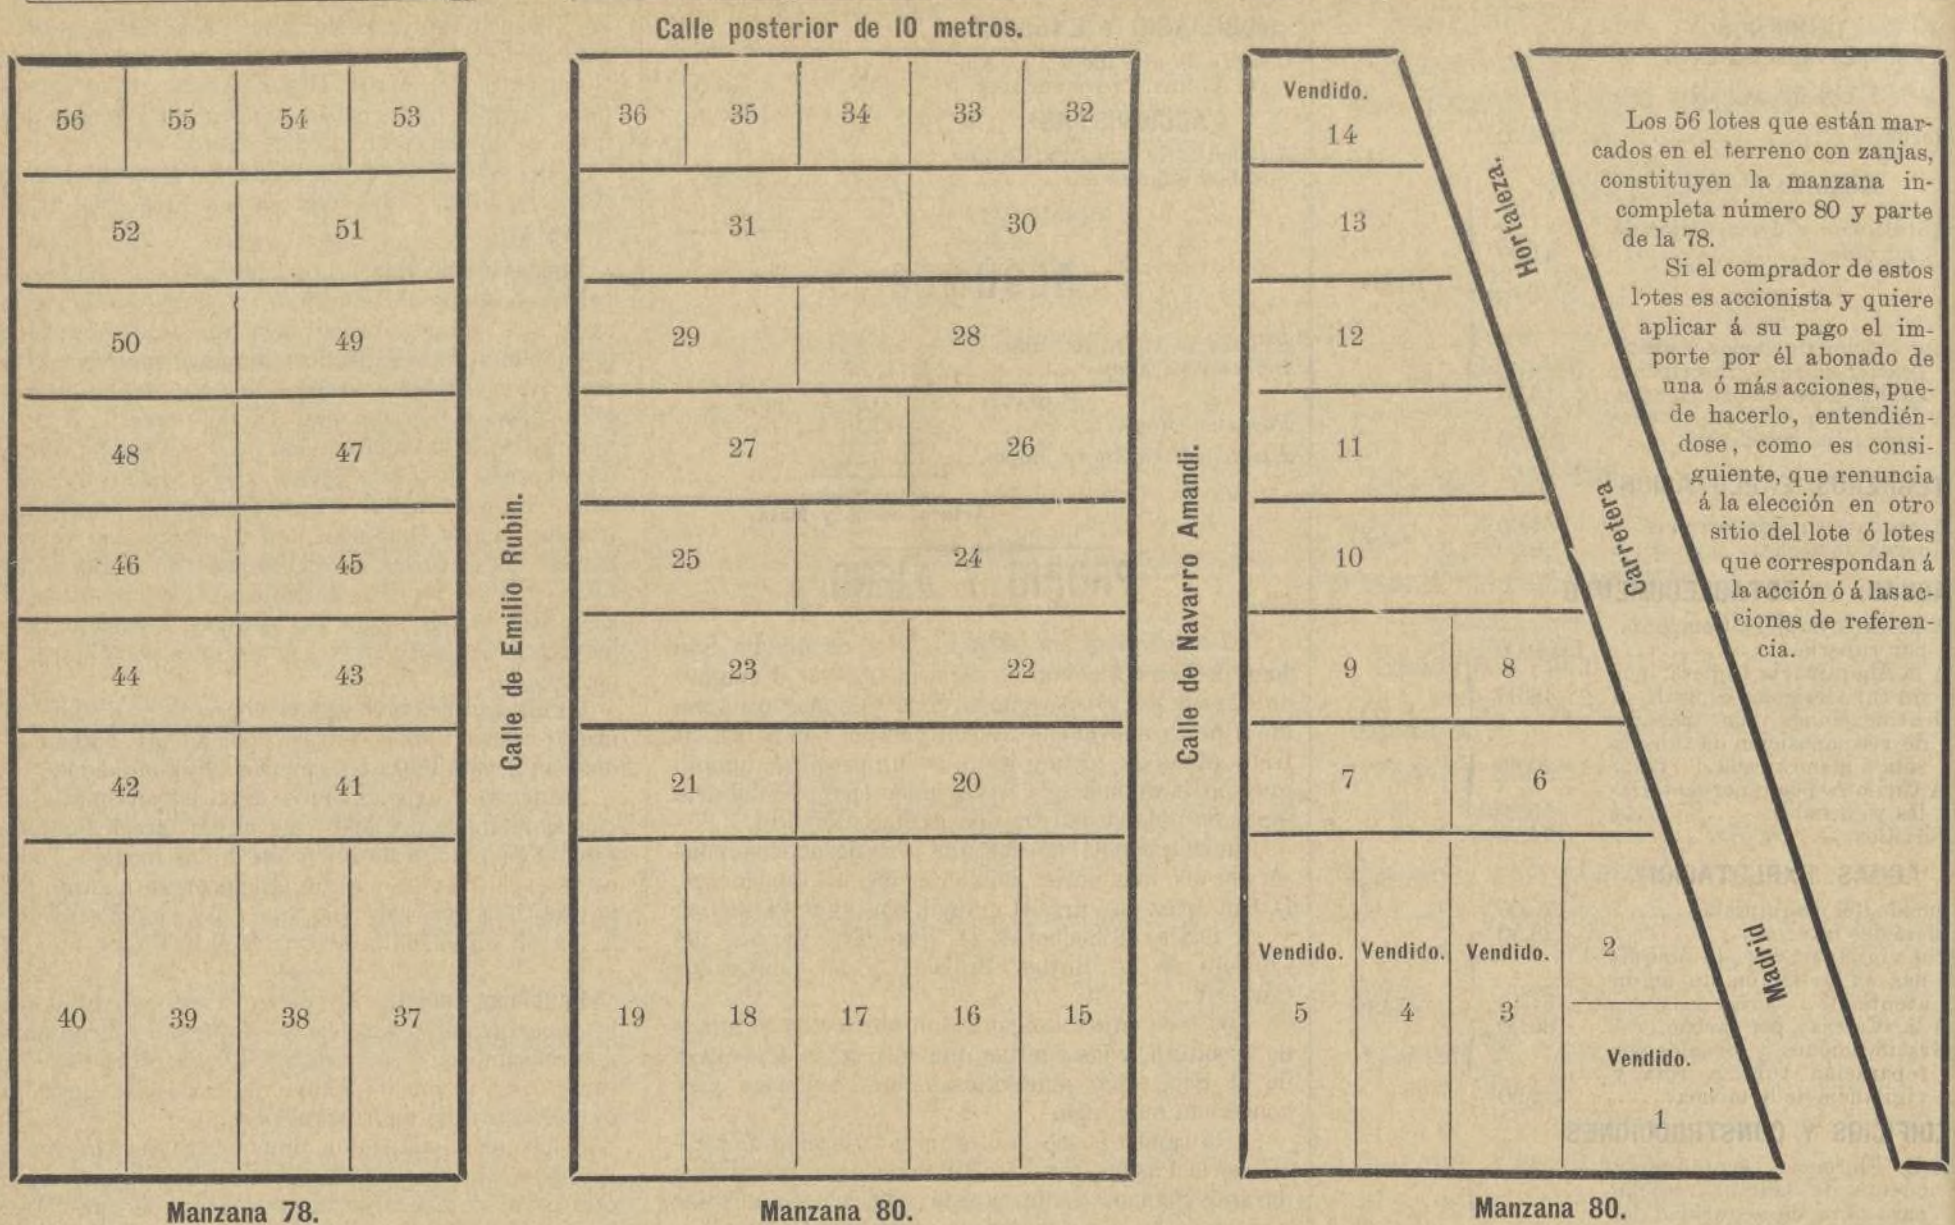 Calle posterior de 10 metros.
56 55 54 53
52 51
50 49
48 47
46 45
44 43
42 41
40 39 38 37
Manzana 78.
Calle de Emilio Rubin.
36 35 34 33 32
31 30
29 28
27 26
25 24
23 22
21 20
19 18 17 16 15
Manzana 80.
Calle de Navarro Amandi.
Vendido.
14
13
12
11
10
9 8
7 6
Vendido. Vendido. Vendido. 2
5 4 3
Vendido.
1
Manzana 80.
Hortaleza.
Carretera
Madrid
Los 56 lotes que están mar-
cados en el terreno con zanjas,
constituyen la manzana in-
completa número 80 y parte
de la 78.
Si el comprador de estos
lotes es accionista y quiere
aplicar á su pago el im-
porte por él abonado de
una ó más acciones, pue-
de hacerlo, entendién-
dose, como es consi-
guiente, que renuncia
á la elección en otro
sitio del lote ó lotes
que correspondan á
la acción ó á las ac-
ciones de referen-
cia.